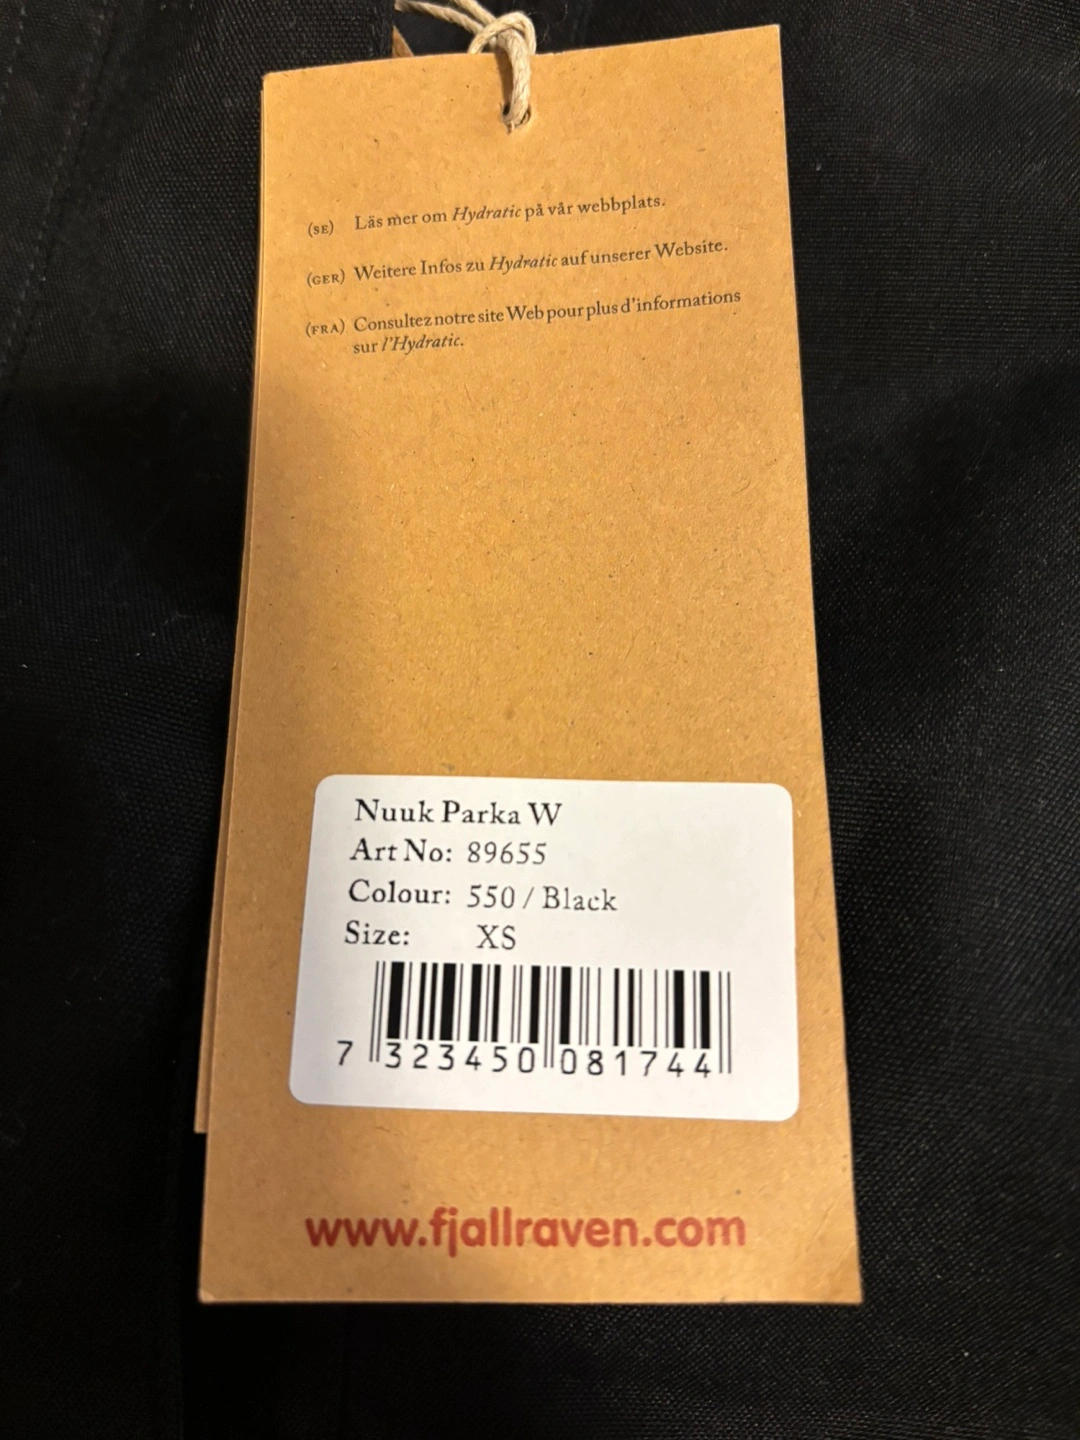 (SE) Läs mer om Hydratic på vår webbplats.
(GER) Weitere Infos zu Hydratic auf unserer Website.
(FRA) Consultez notre site Web pour plus d'informations
sur l'Hydratic.
Nuuk Parka W
Art No: 89655
Colour: 550 / Black
Size: XS
7 323450 081744
www.fjallraven.com